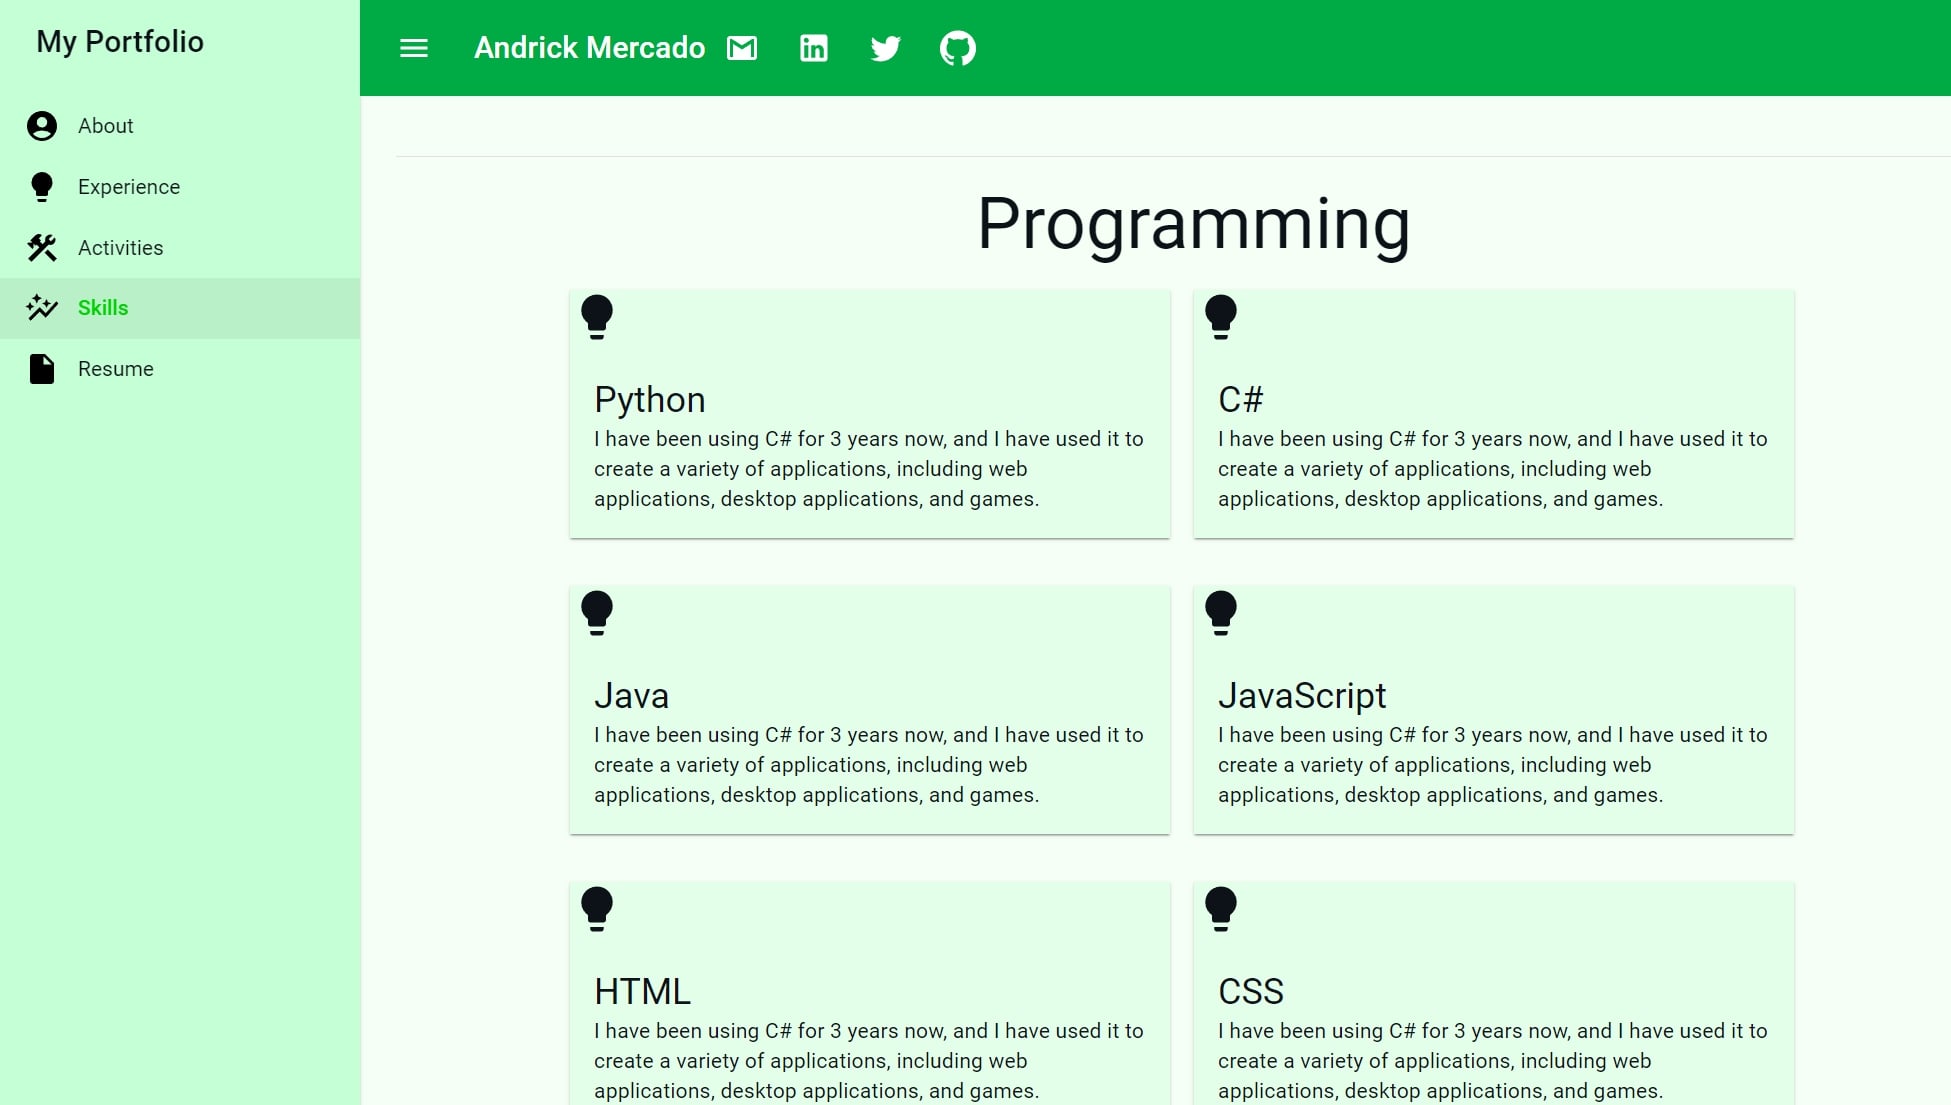 My Portfolio
About
Experience
Activities
Skills
Resume
Andrick Mercado
Programming
Python
I have been using C# for 3 years now, and I have used it to
create a variety of applications, including web
applications, desktop applications, and games.
C#
I have been using C# for 3 years now, and I have used it to
create a variety of applications, including web
applications, desktop applications, and games.
Java
I have been using C# for 3 years now, and I have used it to
create a variety of applications, including web
applications, desktop applications, and games.
JavaScript
I have been using C# for 3 years now, and I have used it to
create a variety of applications, including web
applications, desktop applications, and games.
HTML
I have been using C# for 3 years now, and I have used it to
create a variety of applications, including web
applications, desktop applications, and games.
CSS
I have been using C# for 3 years now, and I have used it to
create a variety of applications, including web
applications, desktop applications, and games.